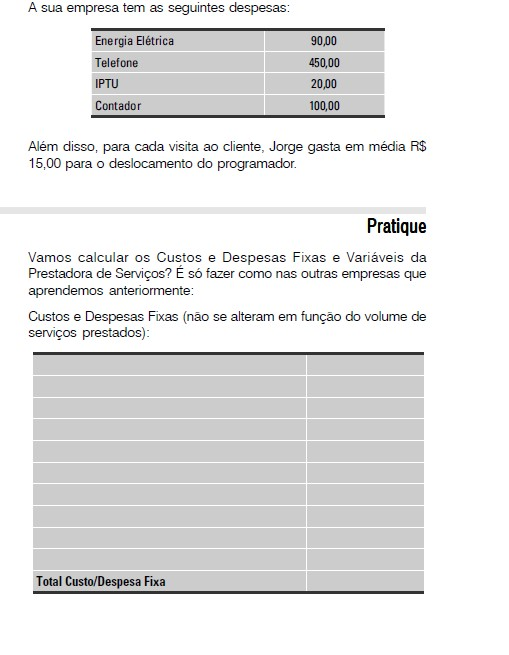 A sua empresa tem as seguintes despesas:
Energia Elétrica 90,00
Telefone 450,00
IPTU 20,00
Contador 100,00
Além disso, para cada visita ao cliente, Jorge gasta em média R$
15,00 para o deslocamento do programador.
Pratique
Vamos calcular os Custos e Despesas Fixas e Variáveis da
Prestadora de Serviços? É só fazer como nas outras empresas que
aprendemos anteriormente:
Custos e Despesas Fixas (não se alteram em função do volume de
serviços prestados):
Total Custo/Despesa Fixa